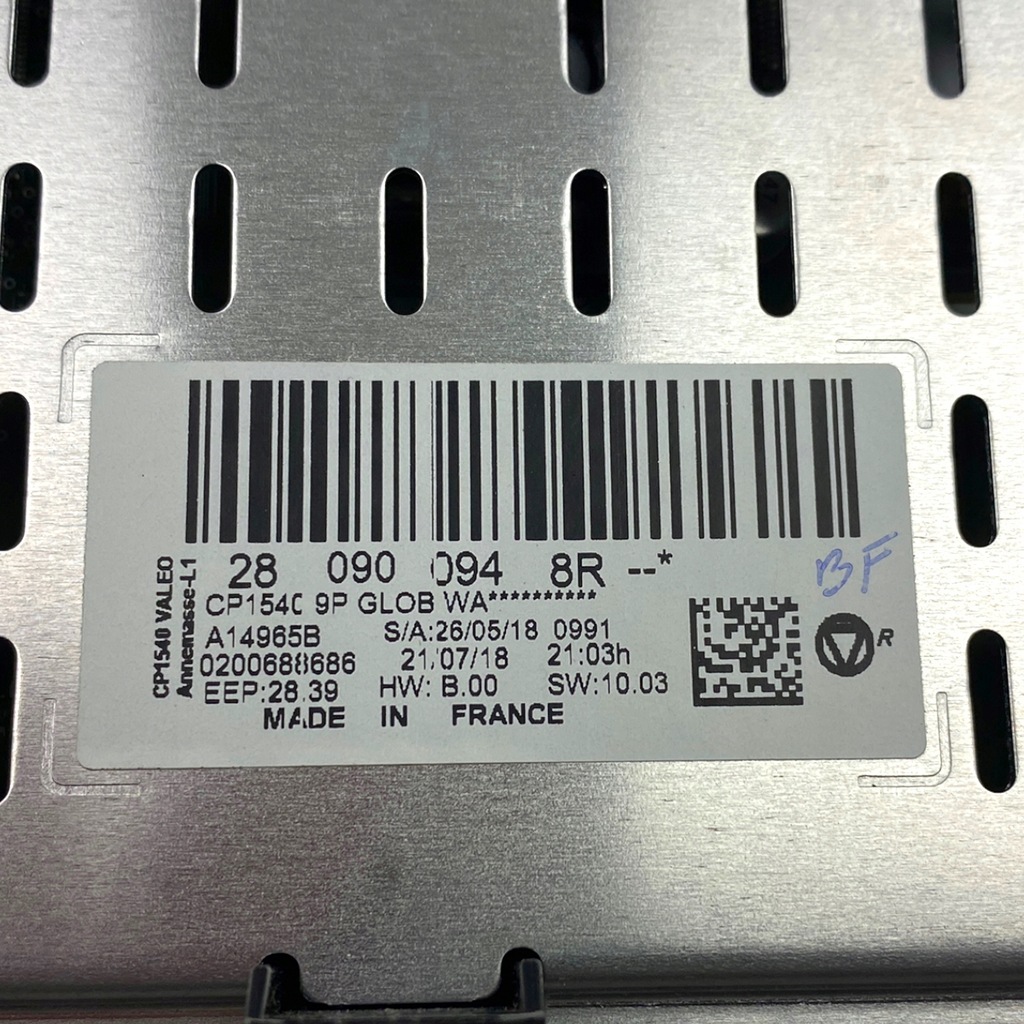 28 090 094 8R --*
BF
CP1540 9P GLOB WA**********
A14965B S/A:26/05/18 0991
0200688686 21/07/18 21:03h
EEP:28.39 HW: B.00 SW:10.03
MADE IN FRANCE
CP1540 VALEO
Annemasse-L1
R